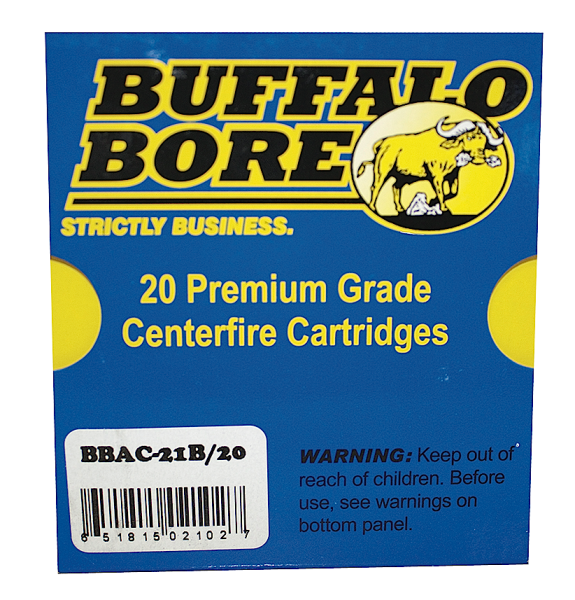 BUFFALO
BORE
STRICTLY BUSINESS.
20 Premium Grade
Centerfire Cartridges
BBAC-21B/20
6 51815 02102 7
WARNING: Keep out of
reach of children. Before
use, see warnings on
bottom panel.